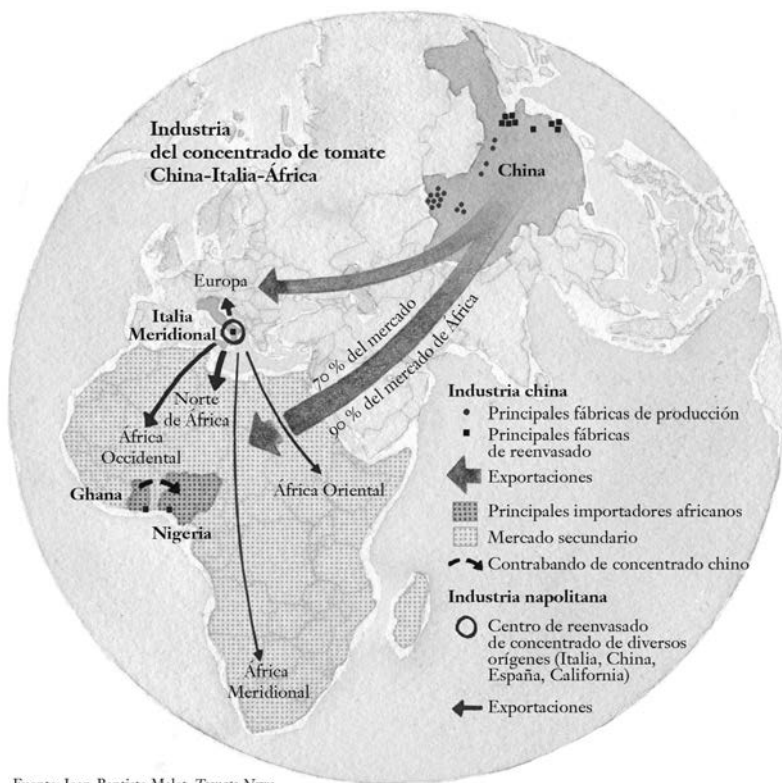 Industria
del concentrado de tomate
China-Italia-África
China
Europa
Italia
Meridional
70 % del mercado
90 % del mercado de África
Norte
de África
África
Occidental
Ghana
Nigeria
África Oriental
África
Meridional
Industria china
Principales fábricas de producción
Principales fábricas
de reenvasado
Exportaciones
Principales importadores africanos
Mercado secundario
Contrabando de concentrado chino
Industria napolitana
Centro de reenvasado
de concentrado de diversos
orígenes (Italia, China,
España, California)
Exportaciones